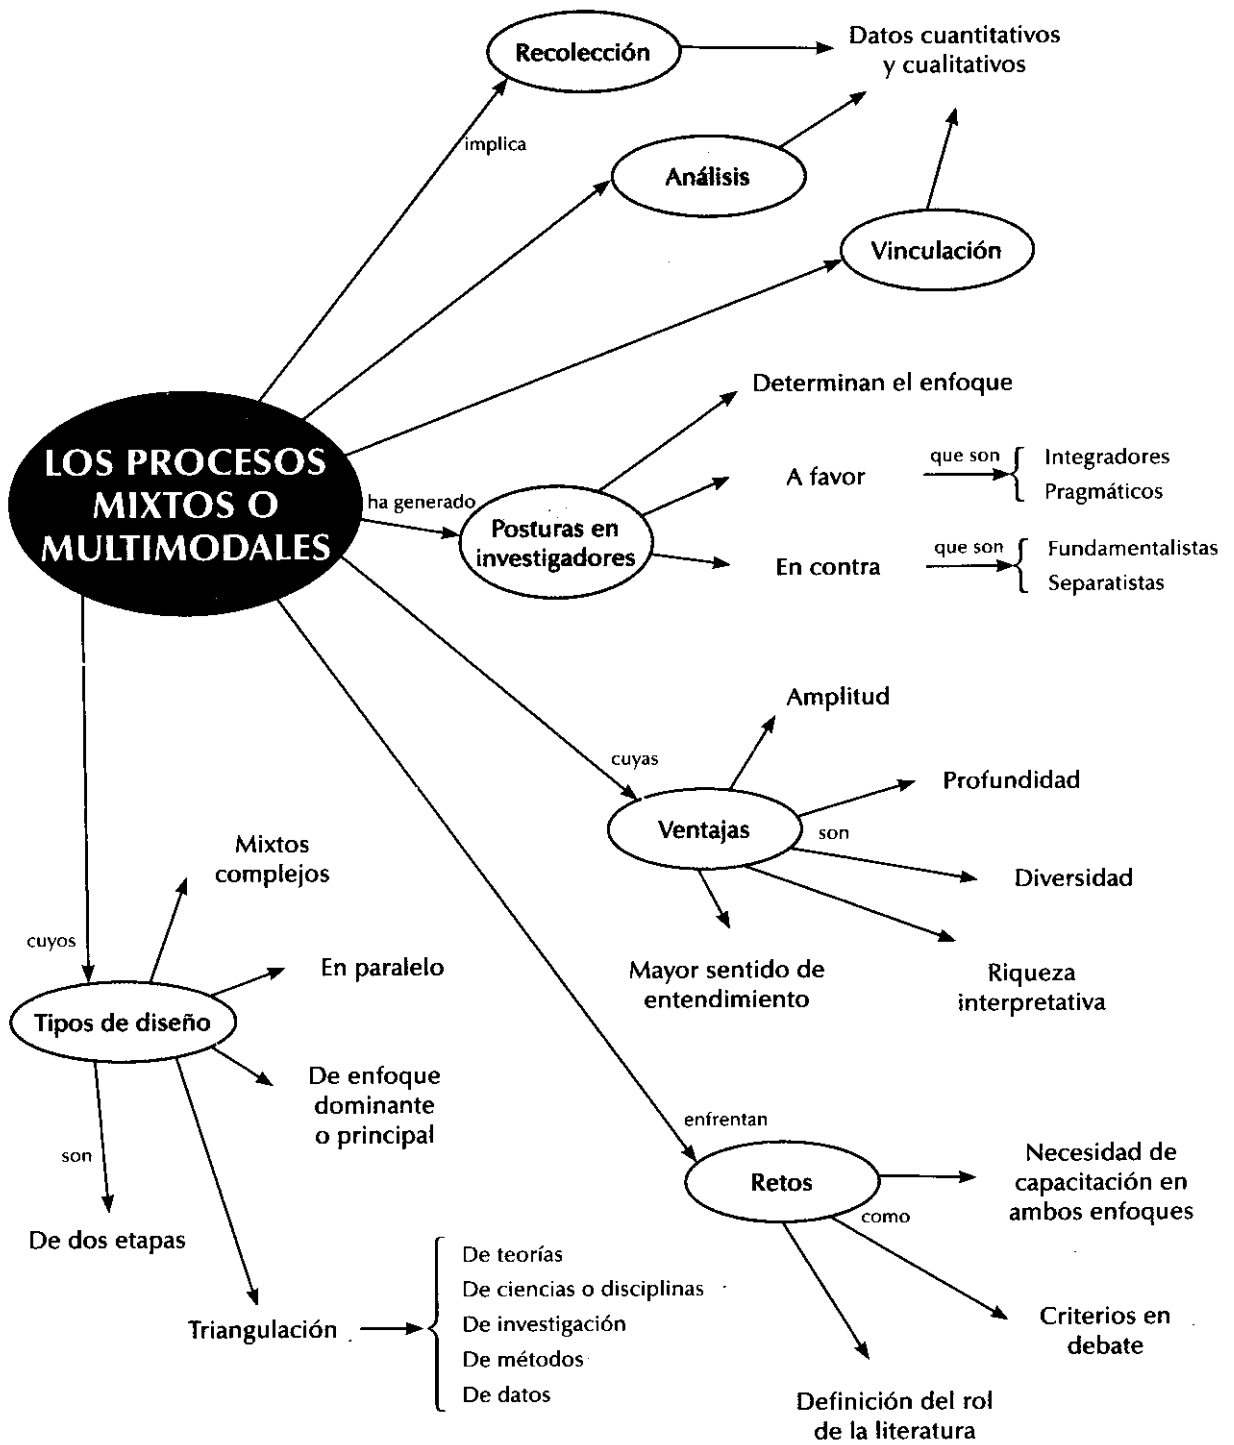 Recolección
Datos cuantitativos
y cualitativos
implica
Análisis
Vinculación
LOS PROCESOS
MIXTOS O
MULTIMODALES
ha generado
Posturas en
investigadores
Determinan el enfoque
A favor
que son
Integradores
Pragmáticos
En contra
que son
Fundamentalistas
Separatistas
cuyas
Ventajas
son
Amplitud
Profundidad
Diversidad
Riqueza
interpretativa
Mayor sentido de
entendimiento
cuyos
Tipos de diseño
son
Mixtos
complejos
En paralelo
De enfoque
dominante
o principal
De dos etapas
Triangulación
De teorías
De ciencias o disciplinas
De investigación
De métodos
De datos
enfrentan
Retos
como
Necesidad de
capacitación en
ambos enfoques
Criterios en
debate
Definición del rol
de la literatura